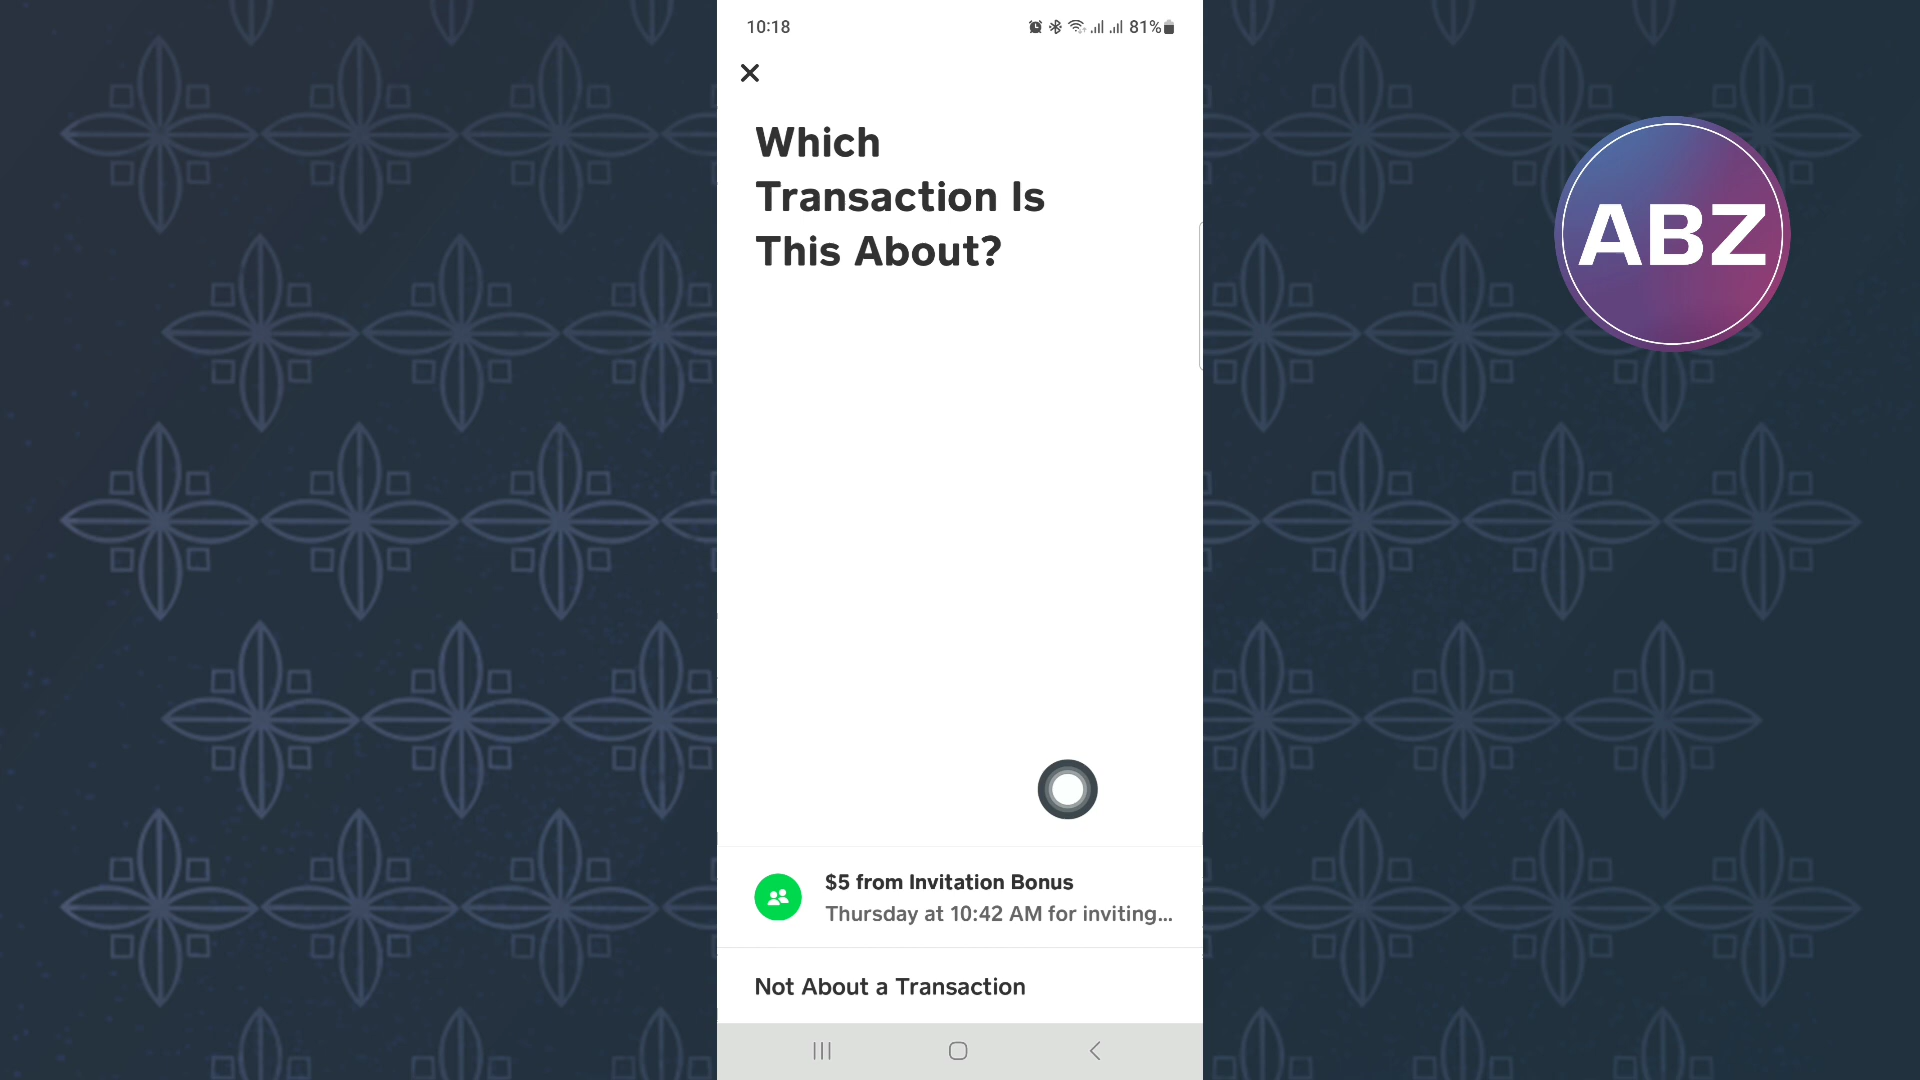 10:18
81%
Which
Transaction Is
This About?
ABZ
$5 from Invitation Bonus
Thursday at 10:42 AM for inviting...
Not About a Transaction